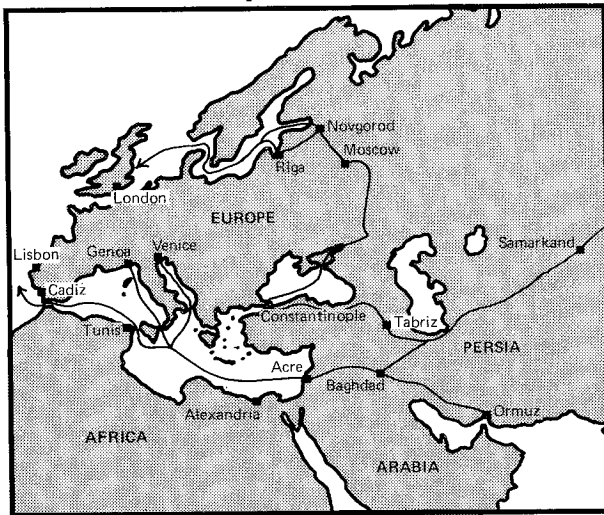 Novgorod
Moscow
Riga
London
EUROPE
Lisbon
Genoa
Venice
Samarkand
Cadiz
Constantinople
Tabriz
Tunis
PERSIA
Acre
Baghdad
Alexandria
Ormuz
AFRICA
ARABIA